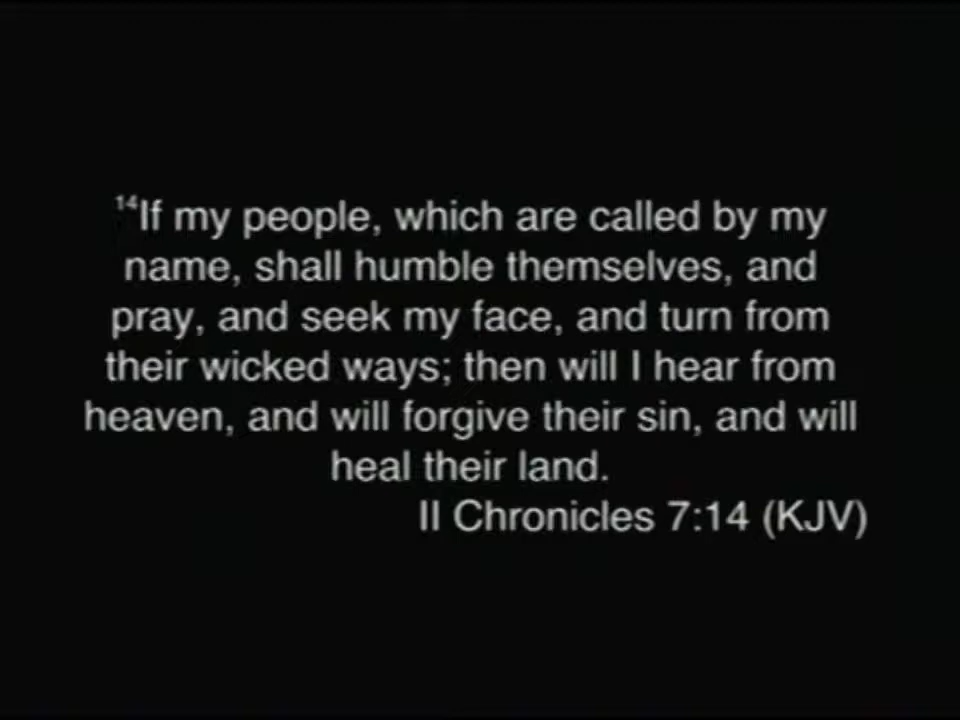 14If my people, which are called by my
name, shall humble themselves, and
pray, and seek my face, and turn from
their wicked ways; then will I hear from
heaven, and will forgive their sin, and will
heal their land.
II Chronicles 7:14 (KJV)